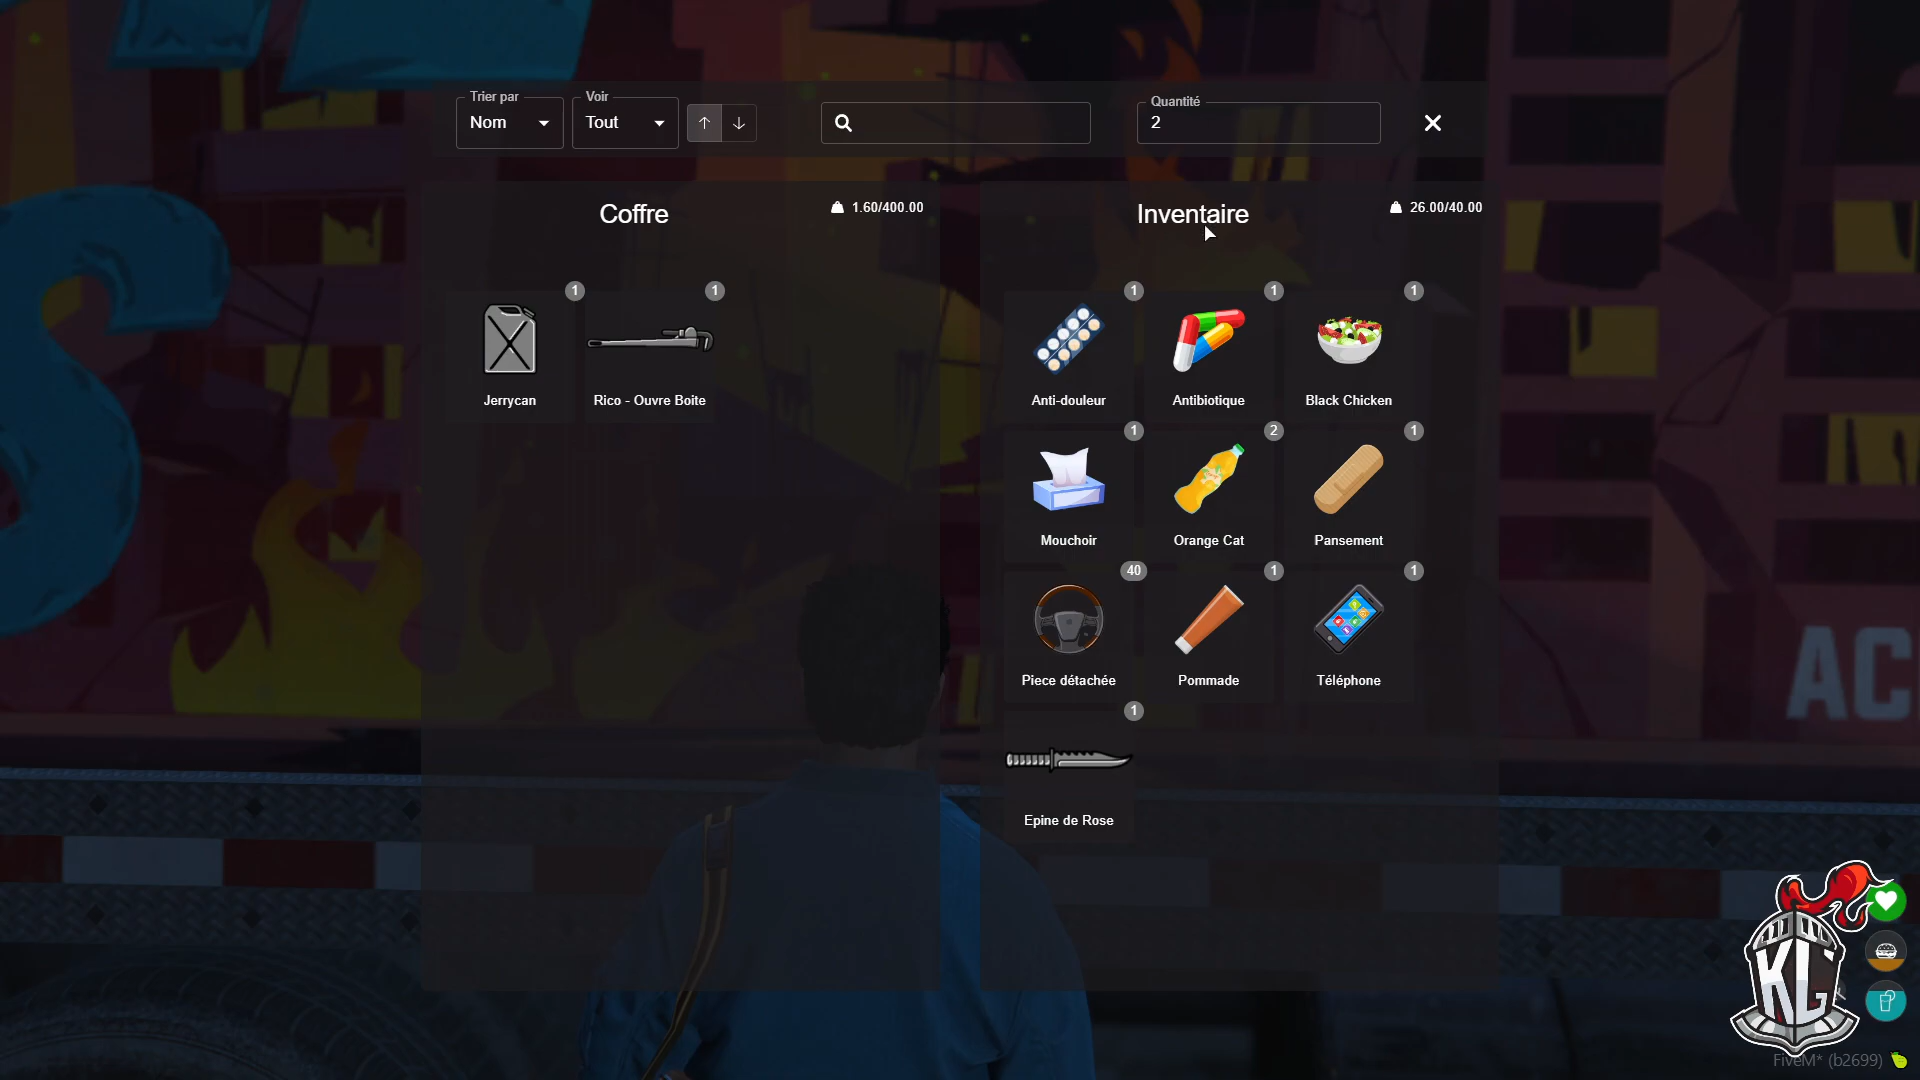 Trier par
Nom
Voir
Tout
Quantité
2
Coffre
1.60/400.00
Inventaire
26.00/40.00
1
Jerrycan
1
Rico - Ouvre Boite
1
Anti-douleur
1
Antibiotique
1
Black Chicken
1
Mouchoir
2
Orange Cat
1
Pansement
40
Piece détachée
1
Pommade
1
Téléphone
1
Epine de Rose
S
AC
KG
FiveM* (b2699)